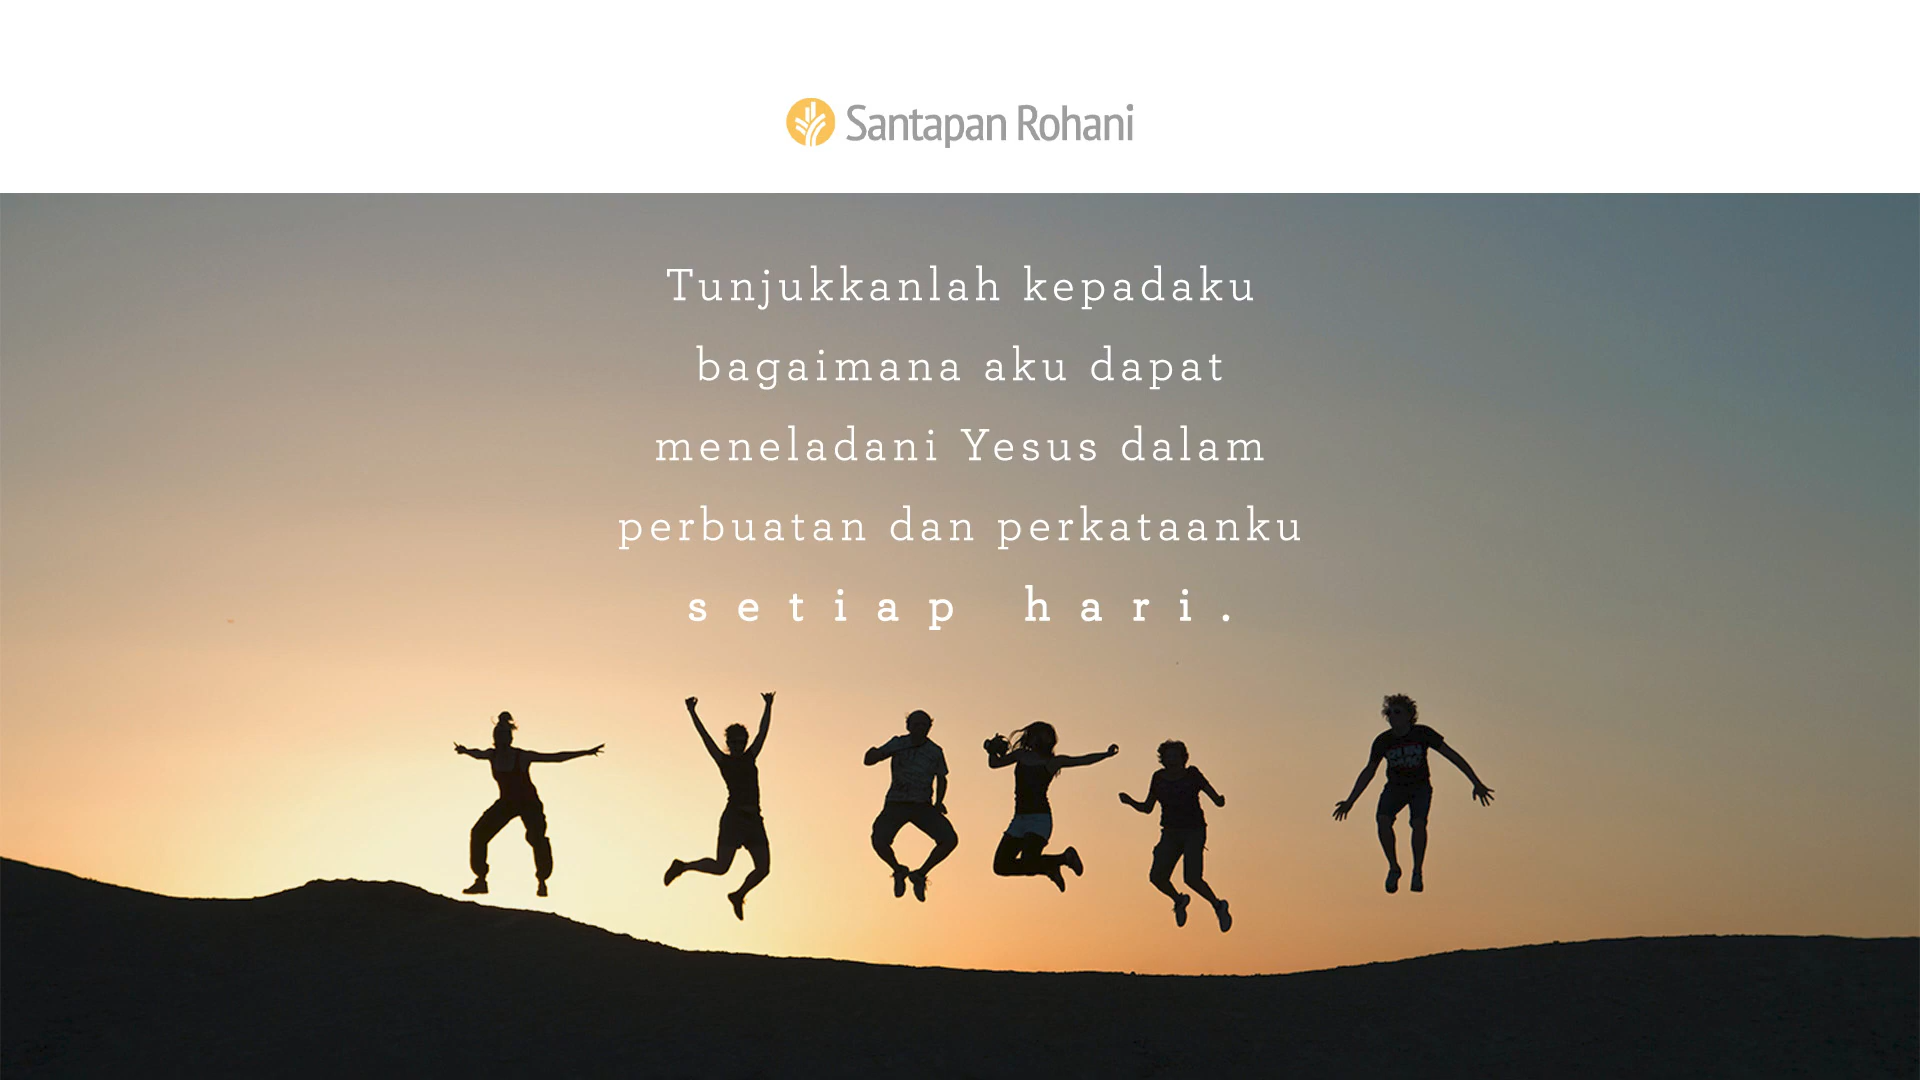 Santapan Rohani
Tunjukkanlah kepadaku
bagaimana aku dapat
meneladani Yesus dalam
perbuatan dan perkataanku
setiap hari.